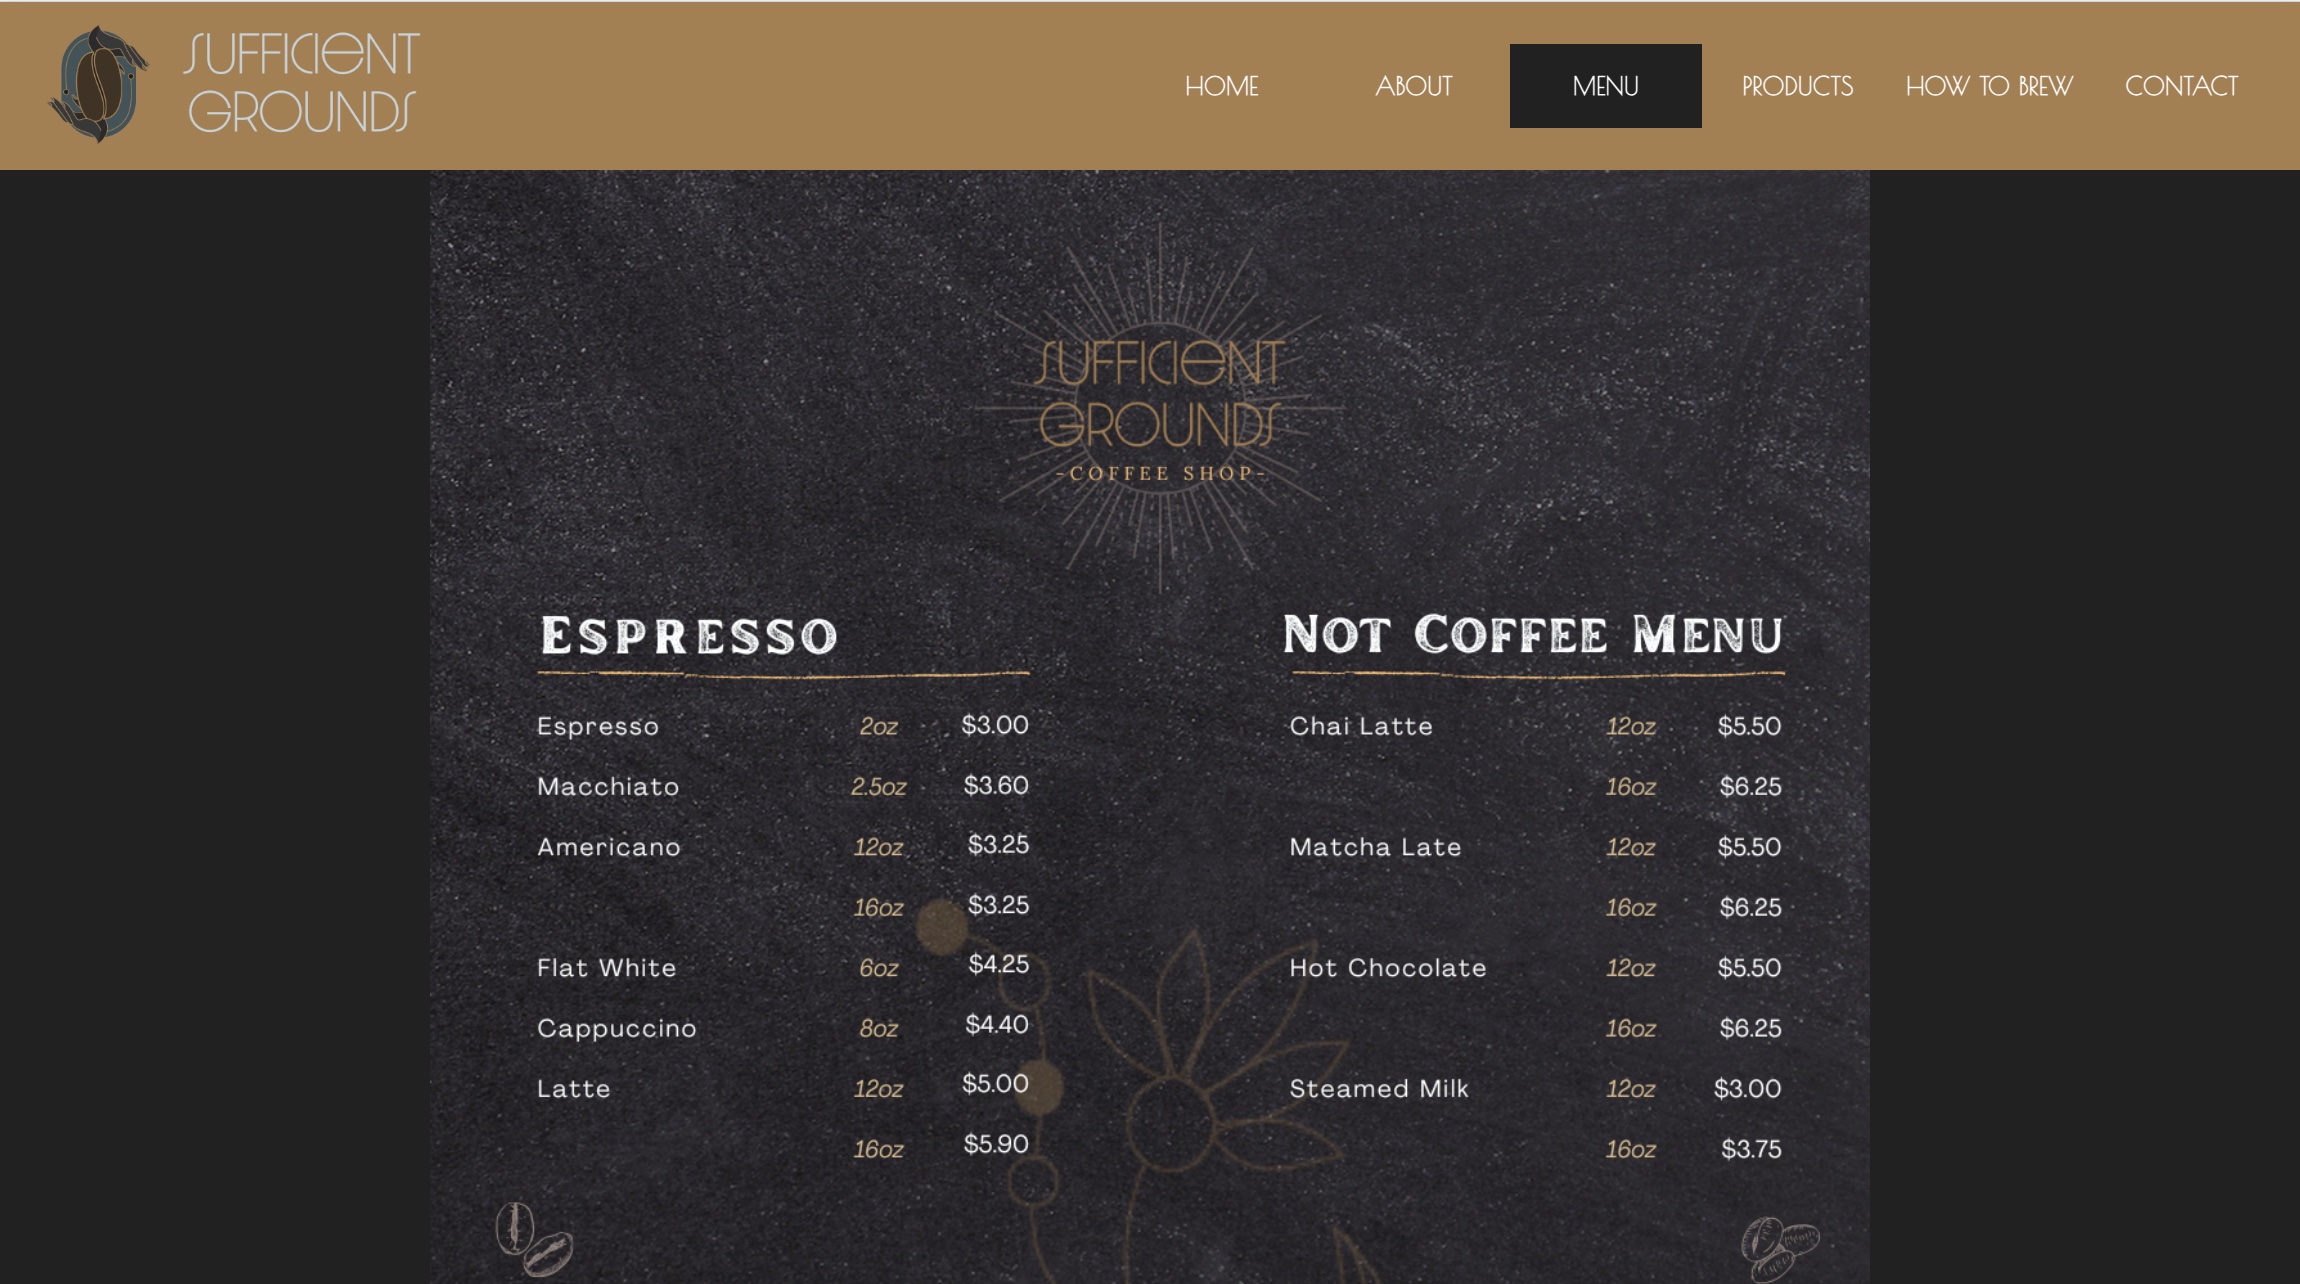 SUFFICIENT
GROUNDS
HOME ABOUT MENU PRODUCTS HOW TO BREW CONTACT
SUFFICIENT
GROUNDS
-COFFEE SHOP-
ESPRESSO
Espresso 2oz $3.00
Macchiato 2.5oz $3.60
Americano 12oz $3.25
16oz $3.25
Flat White 6oz $4.25
Cappuccino 8oz $4.40
Latte 12oz $5.00
16oz $5.90
NOT COFFEE MENU
Chai Latte 12oz $5.50
16oz $6.25
Matcha Late 12oz $5.50
16oz $6.25
Hot Chocolate 12oz $5.50
16oz $6.25
Steamed Milk 12oz $3.00
16oz $3.75